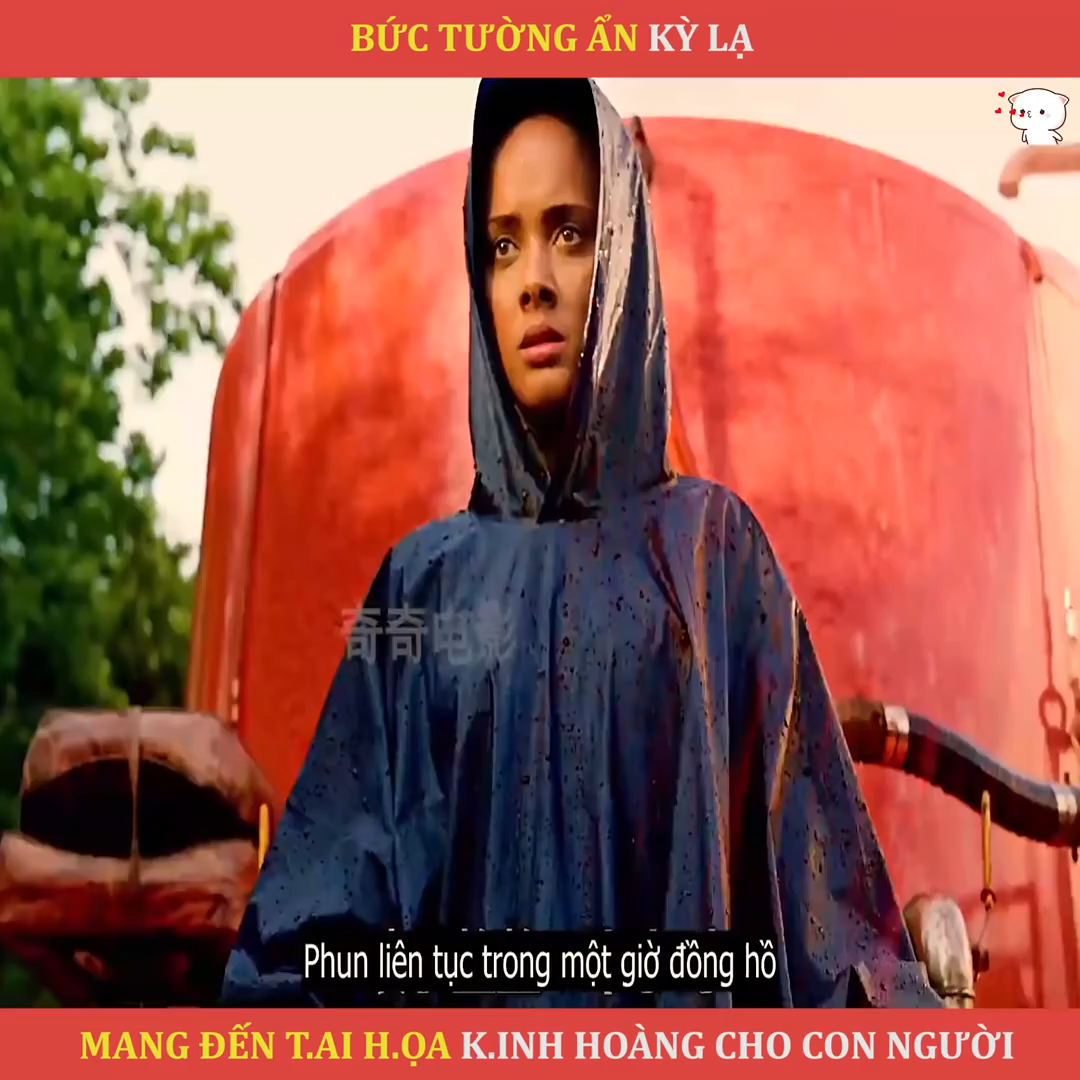 BỨC TƯỜNG ẨN KỲ LẠ
奇奇电影
Phun liên tục trong một giờ đồng hồ
MANG ĐẾN T.AI H.ỌA K.INH HOÀNG CHO CON NGƯỜI